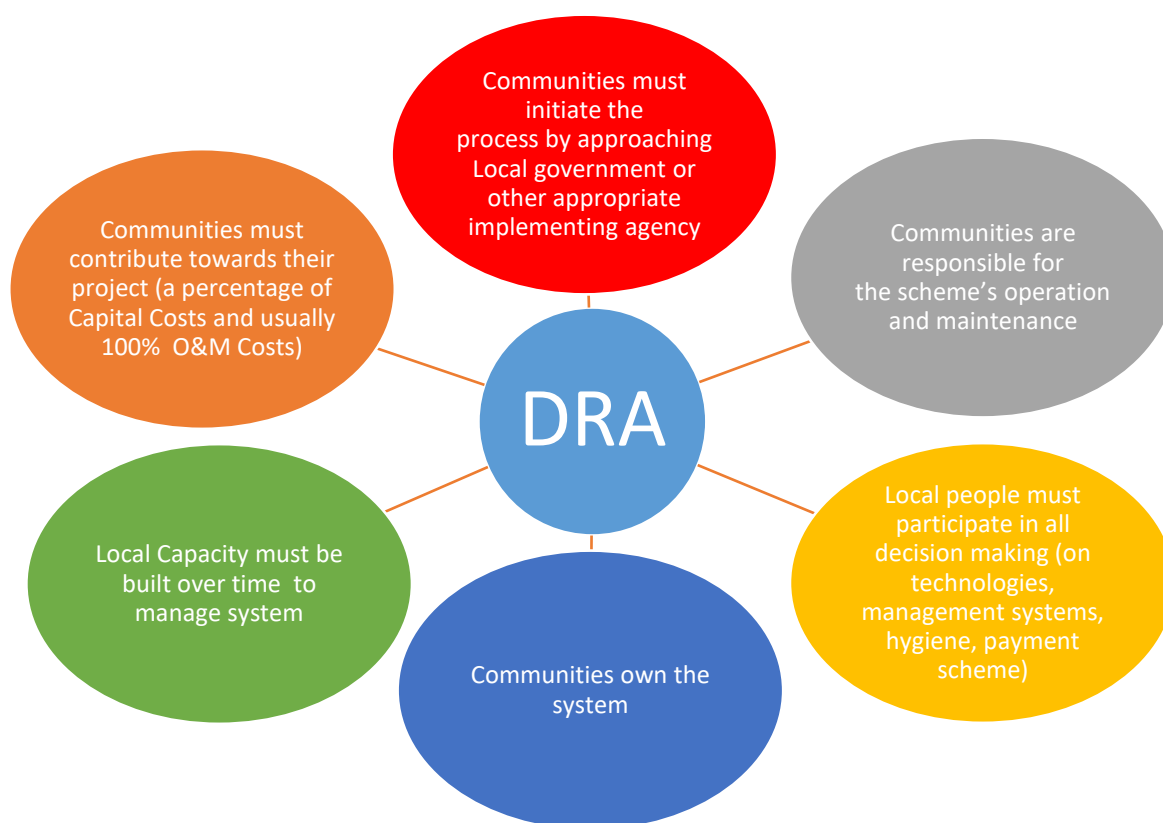 Communities must
initiate the
process by approaching
Local government or
other appropriate
implementing agency
Communities are
responsible for
the scheme’s operation
and maintenance
Local people must
participate in all
decision making (on
technologies,
management systems,
hygiene, payment
scheme)
Communities own the
system
Local Capacity must be
built over time to
manage system
Communities must
contribute towards their
project (a percentage of
Capital Costs and usually
100% O&M Costs)
DRA